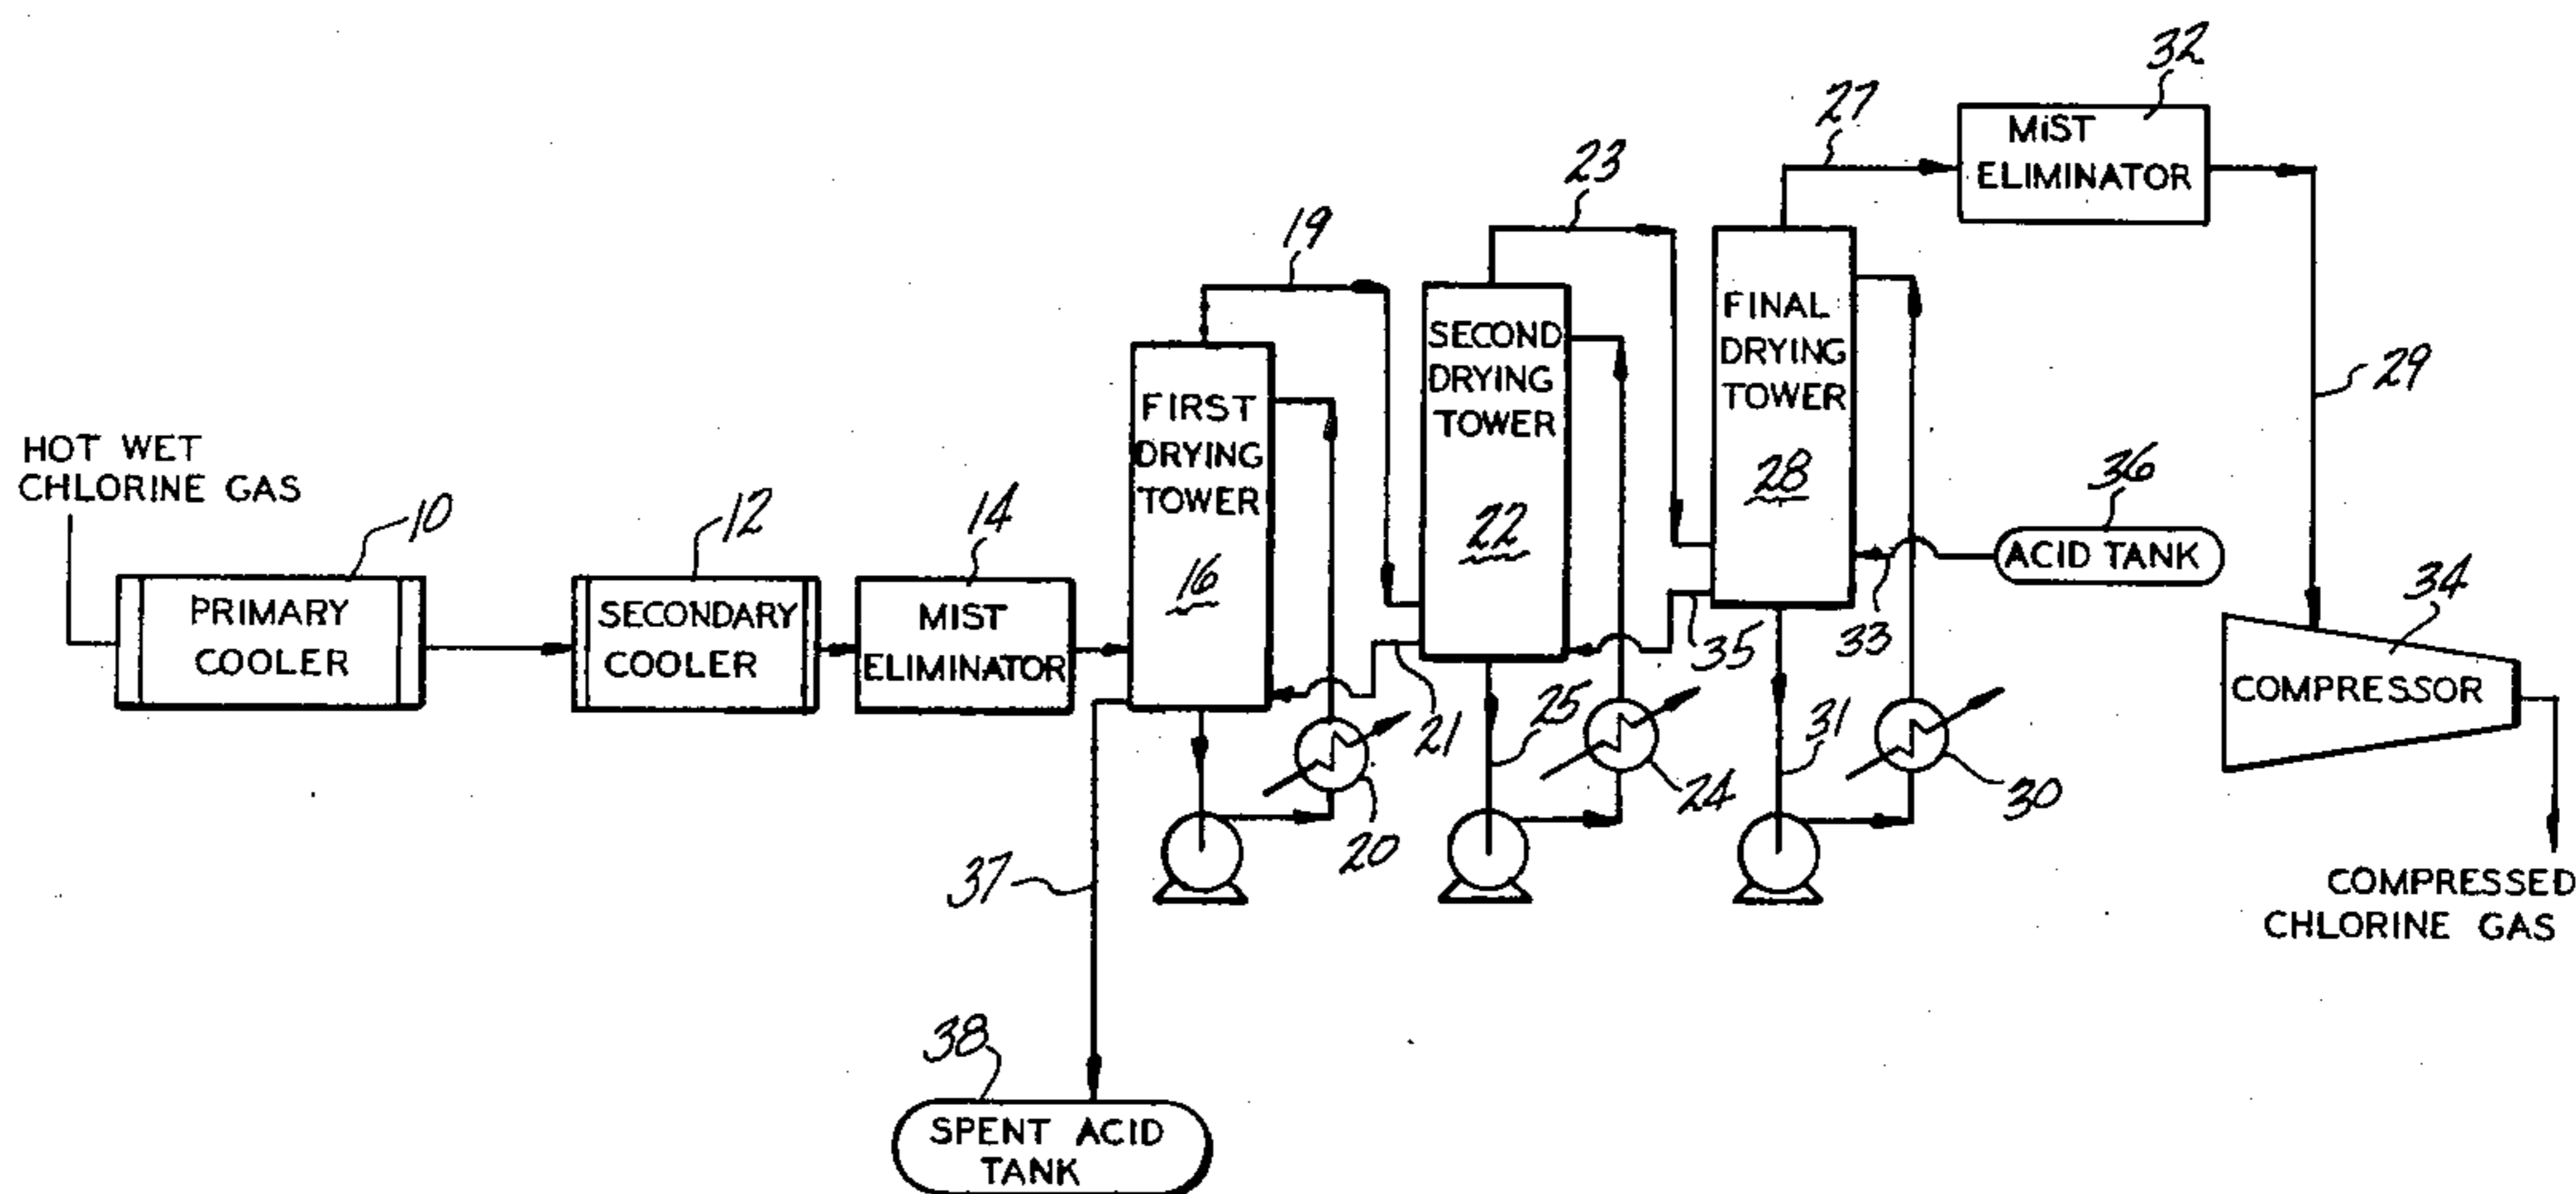 HOT WET
CHLORINE GAS
10
PRIMARY
COOLER
12
SECONDARY
COOLER
14
MIST
ELIMINATOR
FIRST
DRYING
TOWER
16
19
20
21
SECOND
DRYING
TOWER
22
23
24
25
FINAL
DRYING
TOWER
28
27
MiST
ELIMINATOR
32
29
30
31
33
35
36
ACID TANK
34
COMPRESSOR
COMPRESSED
CHLORINE GAS
37
38
SPENT ACID
TANK